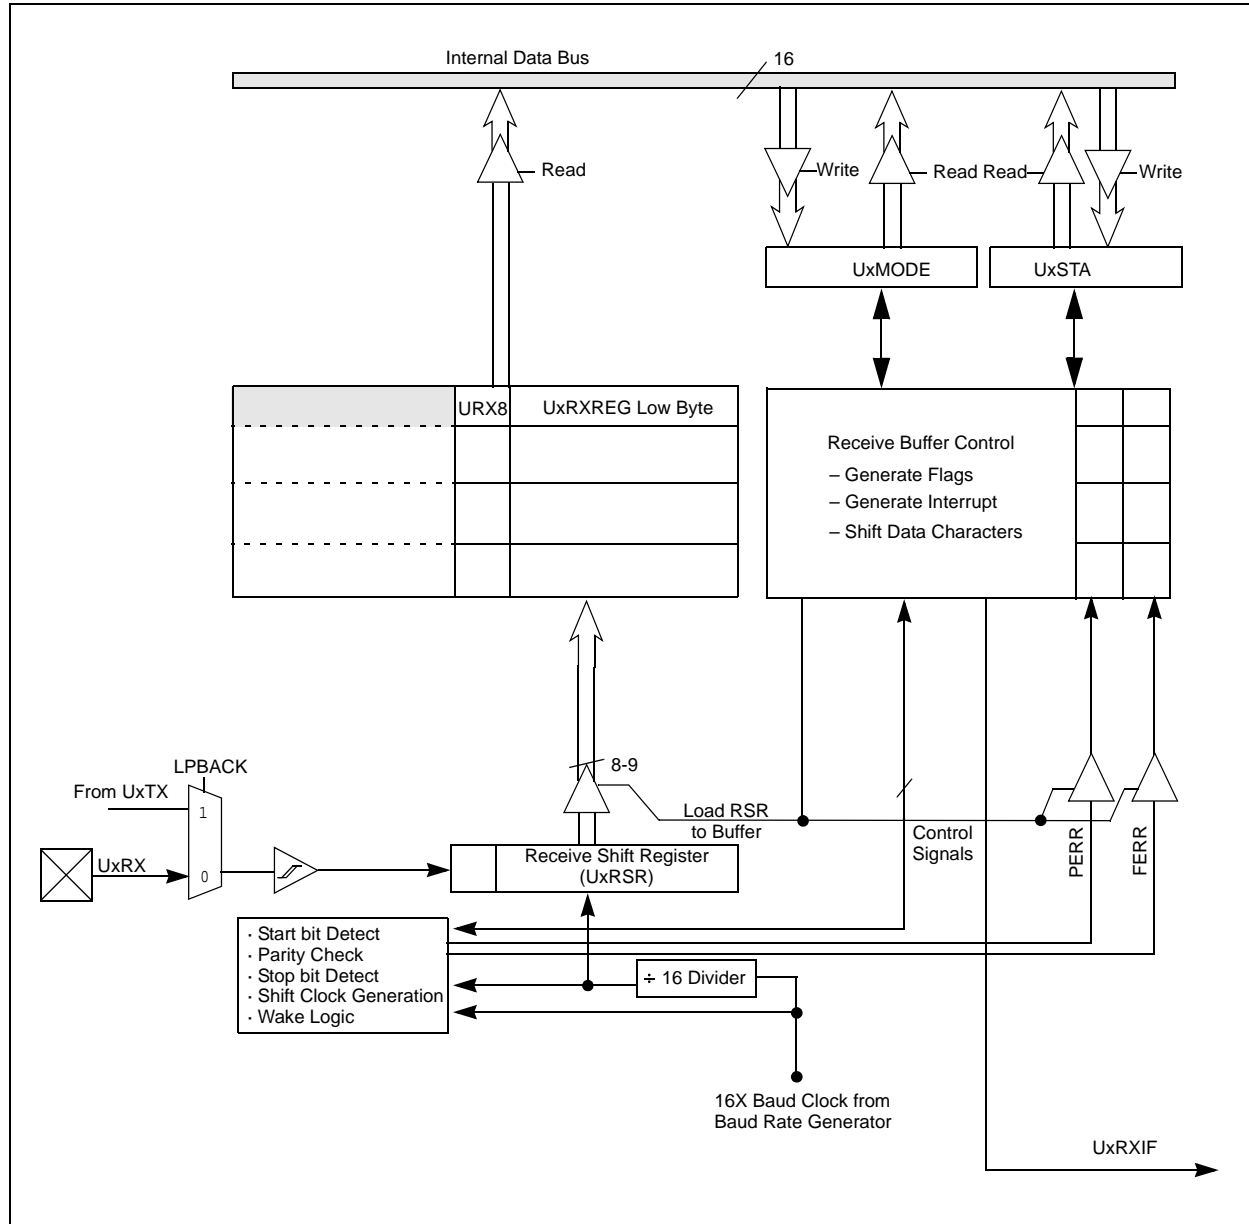 Internal Data Bus
16
Read
Write
Read Read
Write
UxMODE
UxSTA
URX8
UxRXREG Low Byte
Receive Buffer Control
– Generate Flags
– Generate Interrupt
– Shift Data Characters
LPBACK
From UxTX
1
UxRX
0
8-9
Load RSR
to Buffer
Control
Signals
PERR
FERR
Receive Shift Register
(UxRSR)
· Start bit Detect
· Parity Check
· Stop bit Detect
· Shift Clock Generation
· Wake Logic
÷ 16 Divider
16X Baud Clock from
Baud Rate Generator
UxRXIF